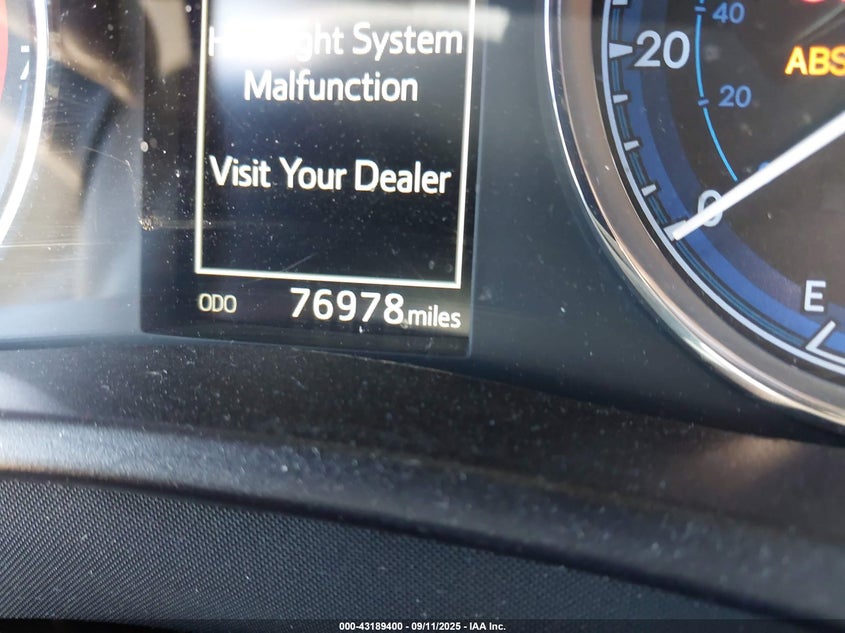 System
Malfunction
Visit Your Dealer
ODO 76978 miles
7
40
20
20
0
ABS
E
000-43189400 - 09/11/2025 - IAA Inc.